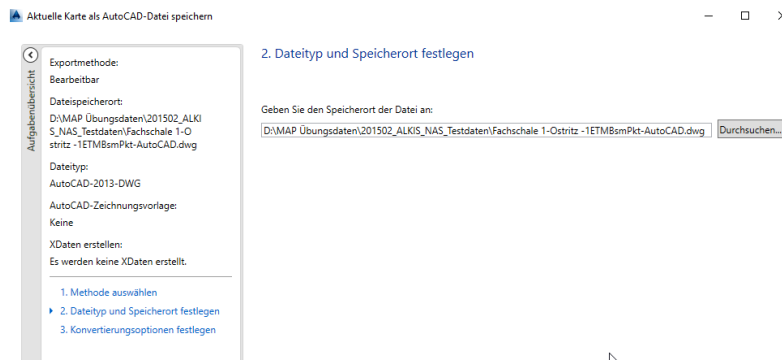 Aktuelle Karte als AutoCAD-Datei speichern
Aufgabenübersicht
Exportmethode:
Bearbeitbar
Dateispeicherort:
D:\MAP Übungsdaten\201502_ALKI
S_NAS_Testdaten\Fachschale 1-O
stritz -1ETMBsmPkt-AutoCAD.dwg
Dateityp:
AutoCAD-2013-DWG
AutoCAD-Zeichnungsvorlage:
Keine
XDaten erstellen:
Es werden keine XDaten erstellt.
1. Methode auswählen
2. Dateityp und Speicherort festlegen
3. Konvertierungsoptionen festlegen
2. Dateityp und Speicherort festlegen
Geben Sie den Speicherort der Datei an:
D:\MAP Übungsdaten\201502_ALKIS_NAS_Testdaten\Fachschale 1-Ostritz -1ETMBsmPkt-AutoCAD.dwg
Durchsuchen...